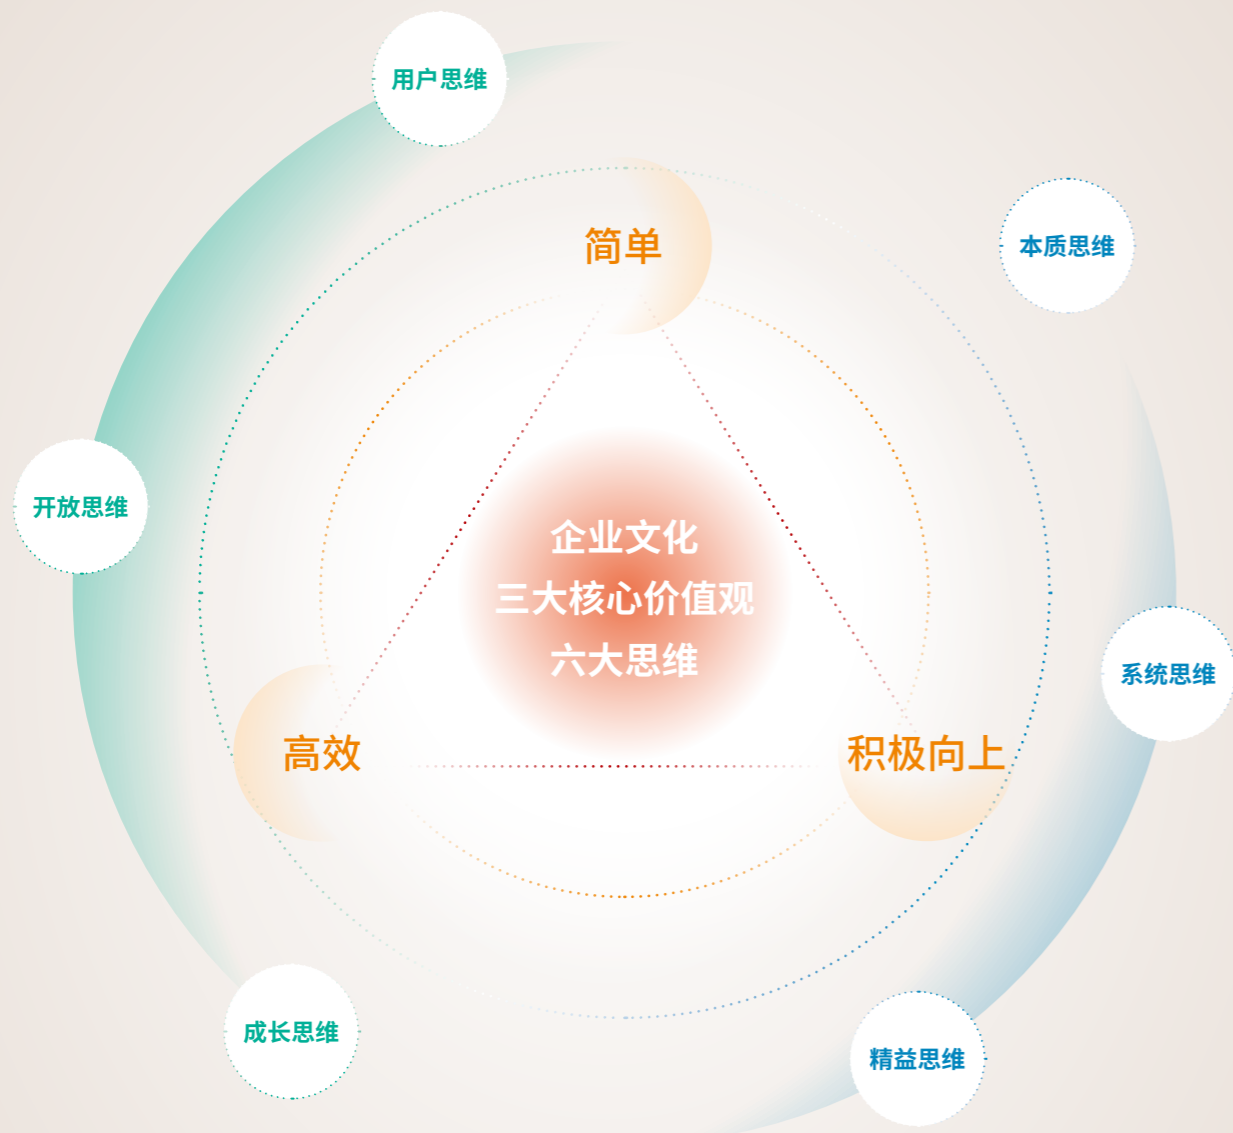 用户思维
简单
本质思维
开放思维
企业文化
三大核心价值观
六大思维
系统思维
高效
积极向上
成长思维
精益思维